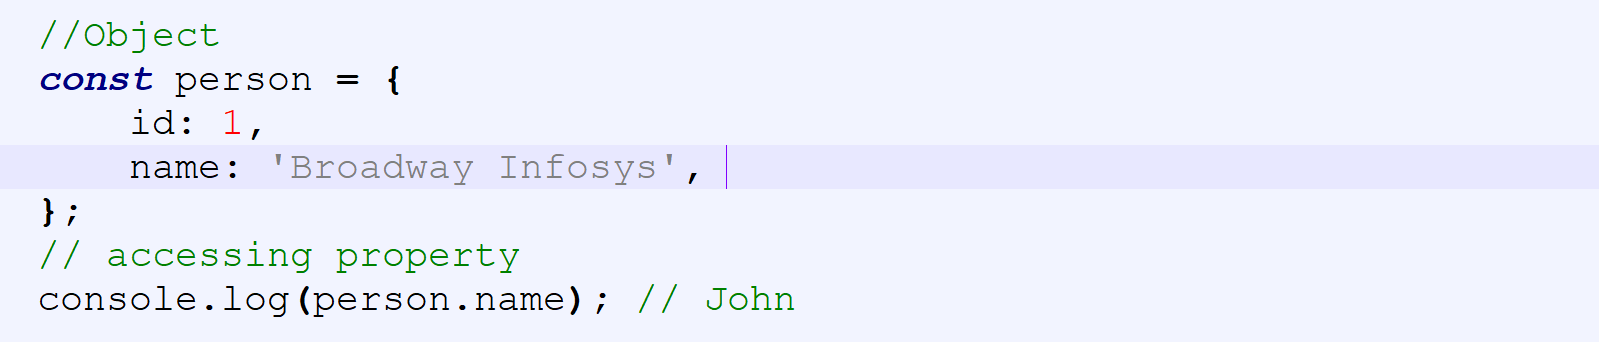 //Object
const person = {
    id: 1,
    name: 'Broadway Infosys',
};
// accessing property
console.log(person.name); // John